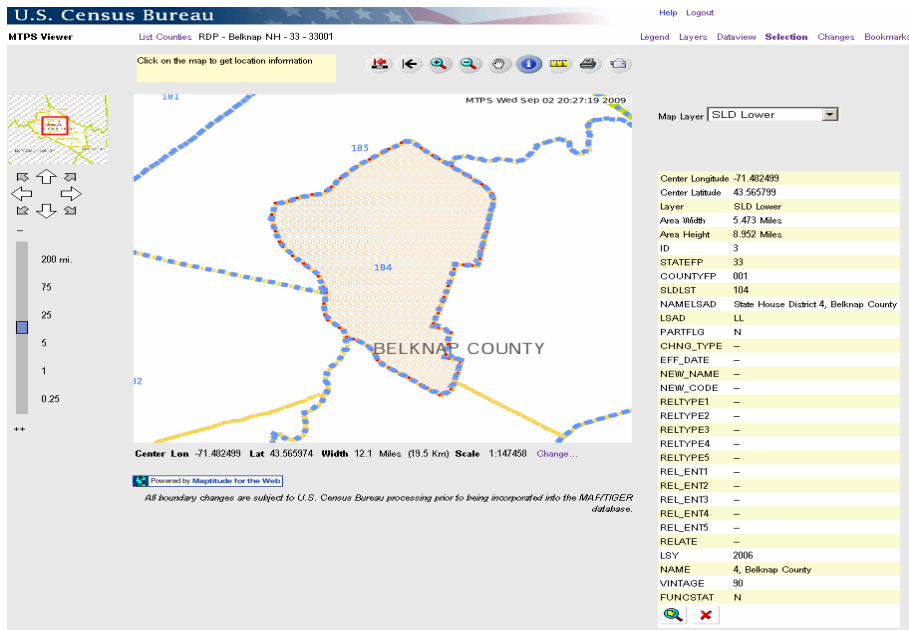 U.S. Census Bureau
Help Logout
MTPS Viewer
List Counties RDP - Belknap NH - 33 - 33001
Legend Layers Dataview Selection Changes Bookmarks
Click on the map to get location information
200 mi.
75
25
5
1
0.25
++
MTPS Wed Sep 02 20:27:19 2009
101
103
104
BELKNAP COUNTY
02
Center Lon -71.482499 Lat 43.565974 Width 12.1 Miles (19.5 Km) Scale 1:147458 Change...
Powered by Maptitude for the Web
All boundary changes are subject to U.S. Census Bureau processing prior to being incorporated into the MAF/TIGER
database.
Map Layer SLD Lower
Center Longitude -71.482499
Center Latitude 43.565799
Layer SLD Lower
Area Width 5.473 Miles
Area Height 8.952 Miles
ID 3
STATEFP 33
COUNTYFP 001
SLDLST 104
NAMELSAD State House District 4, Belknap County
LSAD LL
PARTFLG N
CHNG_TYPE –
EFF_DATE –
NEW_NAME –
NEW_CODE –
RELTYPE1 –
RELTYPE2 –
RELTYPE3 –
RELTYPE4 –
RELTYPE5 –
REL_ENT1 –
REL_ENT2 –
REL_ENT3 –
REL_ENT4 –
REL_ENT5 –
RELATE –
LSY 2006
NAME 4, Belknap County
VINTAGE 90
FUNCSTAT N